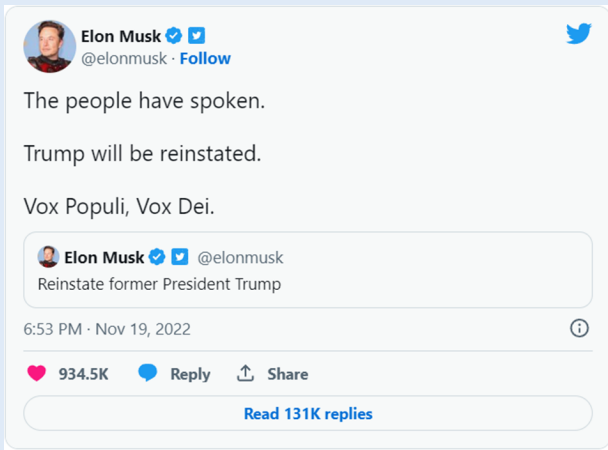 Elon Musk
@elonmusk · Follow
The people have spoken.
Trump will be reinstated.
Vox Populi, Vox Dei.
Elon Musk @elonmusk
Reinstate former President Trump
6:53 PM · Nov 19, 2022
934.5K Reply Share
Read 131K replies